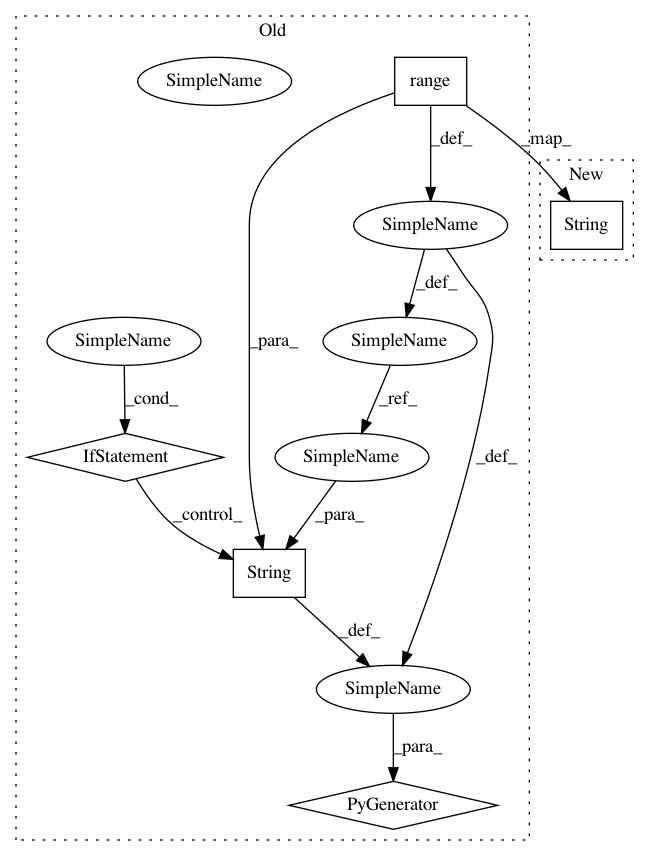 Old
SimpleName
range
_def_
_map_
New
SimpleName
String
_def_
SimpleName
_para_
SimpleName
_cond_
_ref_
IfStatement
SimpleName
_def_
_control_
_para_
String
_def_
SimpleName
_para_
PyGenerator